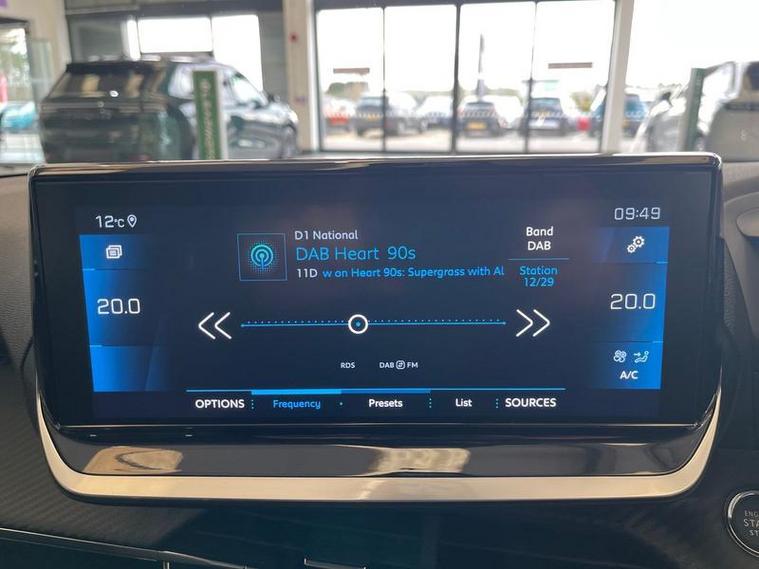 12°C
09:49
D1 National
DAB Heart 90s
11D w on Heart 90s: Supergrass with Al
Band
DAB
Station
12/29
20.0
20.0
RDS
DAB FM
A/C
OPTIONS Frequency Presets List SOURCES